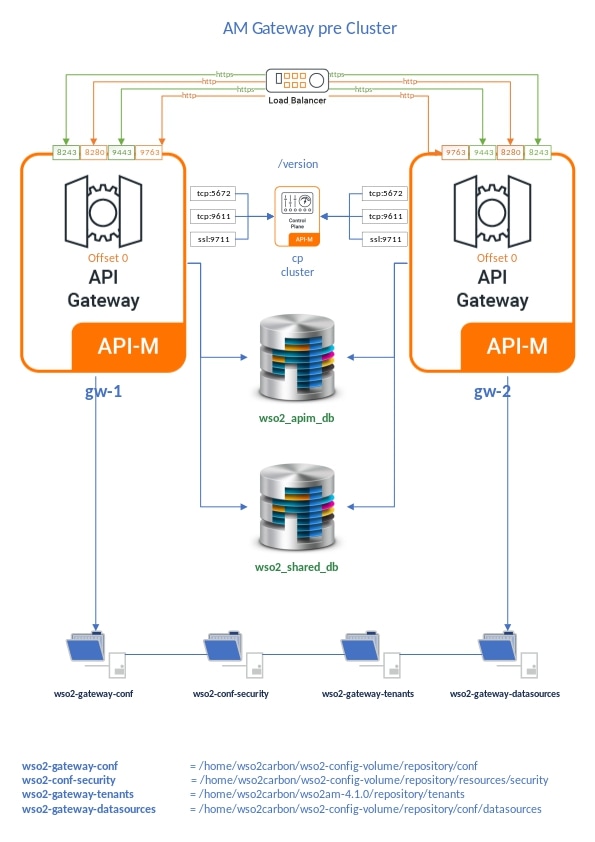 AM Gateway pre Cluster
https https
http http
https https
http http
Load Balancer
8243 8280 9443 9763
9763 9443 8280 8243
/version
tcp:5672 tcp:5672
tcp:9611 tcp:9611
ssl:9711 ssl:9711
Control
Plane
API-M
cp
cluster
Offset 0
API
Gateway
API-M
gw-1
Offset 0
API
Gateway
API-M
gw-2
wso2_apim_db
wso2_shared_db
wso2-gateway-conf wso2-conf-security wso2-gateway-tenants wso2-gateway-datasources
wso2-gateway-conf = /home/wso2carbon/wso2-config-volume/repository/conf
wso2-conf-security = /home/wso2carbon/wso2-config-volume/repository/resources/security
wso2-gateway-tenants = /home/wso2carbon/wso2am-4.1.0/repository/tenants
wso2-gateway-datasources = /home/wso2carbon/wso2-config-volume/repository/conf/datasources